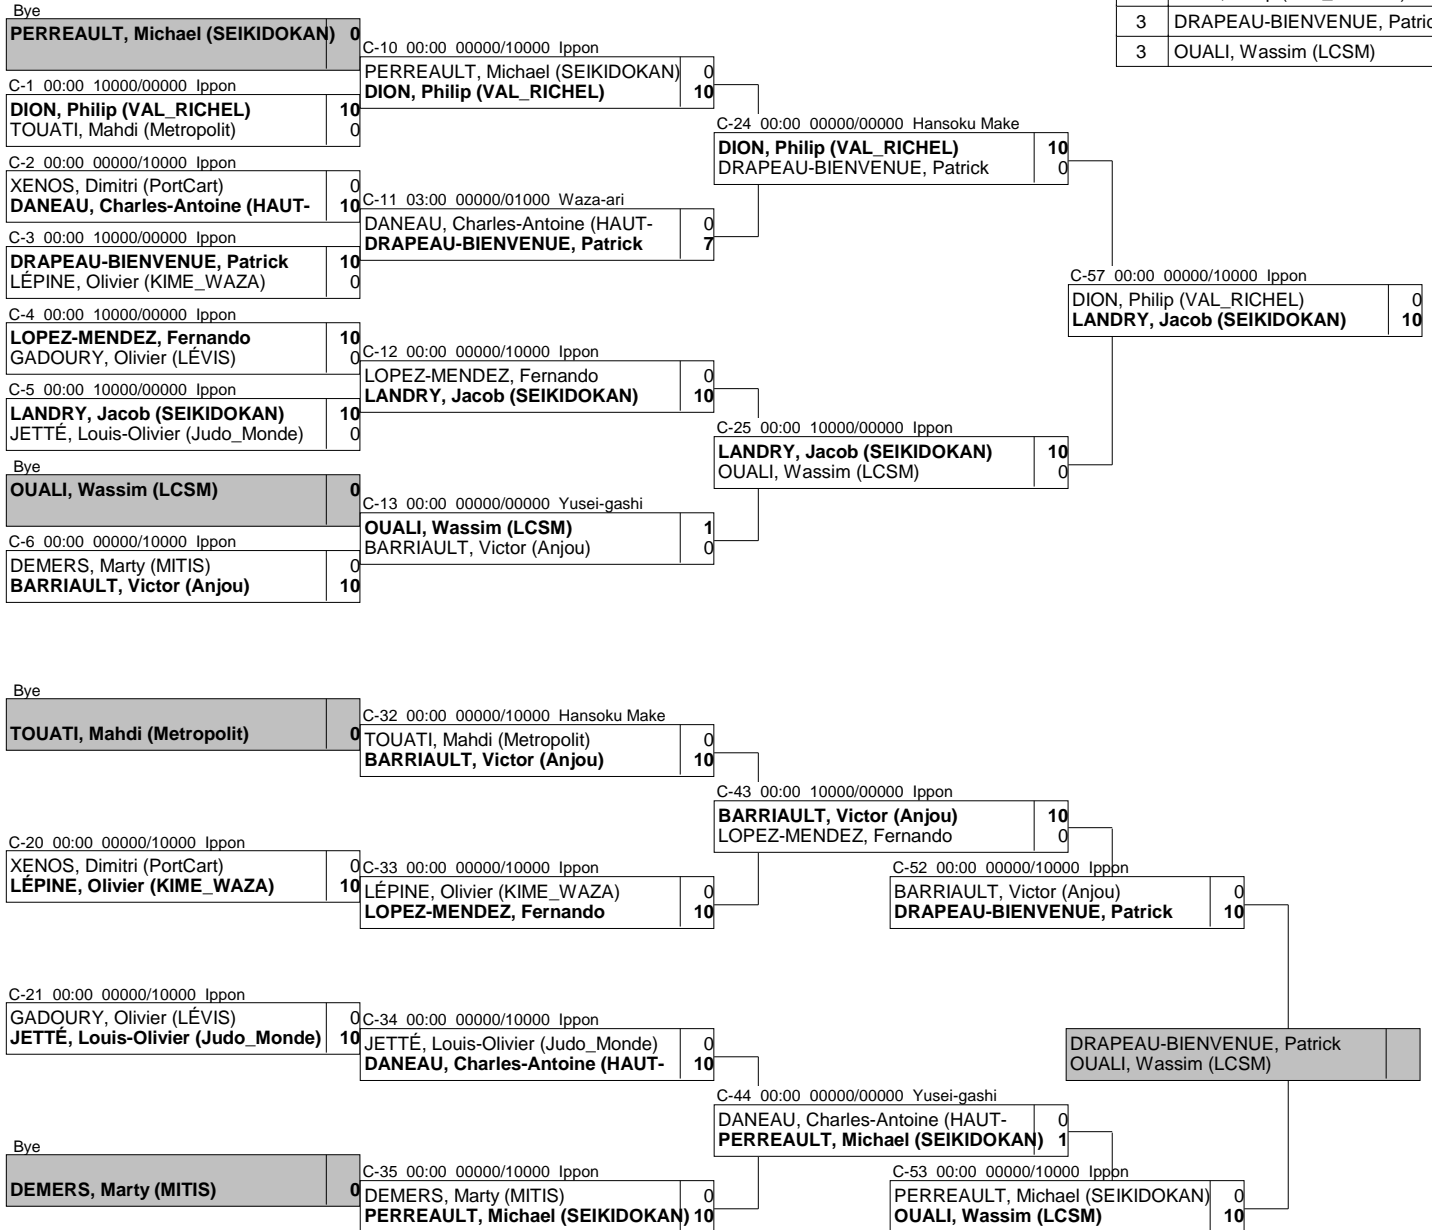 3 DRAPEAU-BIENVENUE, Patric
3 OUALI, Wassim (LCSM)
Bye
PERREAULT, Michael (SEIKIDOKAN) 0
C-1 00:00 10000/00000 Ippon
DION, Philip (VAL_RICHEL) 10
TOUATI, Mahdi (Metropolit) 0
C-2 00:00 00000/10000 Ippon
XENOS, Dimitri (PortCart) 0
DANEAU, Charles-Antoine (HAUT- 10
C-3 00:00 10000/00000 Ippon
DRAPEAU-BIENVENUE, Patrick 10
LÉPINE, Olivier (KIME_WAZA) 0
C-4 00:00 10000/00000 Ippon
LOPEZ-MENDEZ, Fernando 10
GADOURY, Olivier (LÉVIS) 0
C-5 00:00 10000/00000 Ippon
LANDRY, Jacob (SEIKIDOKAN) 10
JETTÉ, Louis-Olivier (Judo_Monde) 0
Bye
OUALI, Wassim (LCSM) 0
C-6 00:00 00000/10000 Ippon
DEMERS, Marty (MITIS) 0
BARRIAULT, Victor (Anjou) 10
C-10 00:00 00000/10000 Ippon
PERREAULT, Michael (SEIKIDOKAN) 0
DION, Philip (VAL_RICHEL) 10
C-11 03:00 00000/01000 Waza-ari
DANEAU, Charles-Antoine (HAUT- 0
DRAPEAU-BIENVENUE, Patrick 7
C-12 00:00 00000/10000 Ippon
LOPEZ-MENDEZ, Fernando 0
LANDRY, Jacob (SEIKIDOKAN) 10
C-13 00:00 00000/00000 Yusei-gashi
OUALI, Wassim (LCSM) 1
BARRIAULT, Victor (Anjou) 0
C-24 00:00 00000/00000 Hansoku Make
DION, Philip (VAL_RICHEL) 10
DRAPEAU-BIENVENUE, Patrick 0
C-25 00:00 10000/00000 Ippon
LANDRY, Jacob (SEIKIDOKAN) 10
OUALI, Wassim (LCSM) 0
C-57 00:00 00000/10000 Ippon
DION, Philip (VAL_RICHEL) 0
LANDRY, Jacob (SEIKIDOKAN) 10
Bye
TOUATI, Mahdi (Metropolit) 0
C-20 00:00 00000/10000 Ippon
XENOS, Dimitri (PortCart) 0
LÉPINE, Olivier (KIME_WAZA) 10
C-21 00:00 00000/10000 Ippon
GADOURY, Olivier (LÉVIS) 0
JETTÉ, Louis-Olivier (Judo_Monde) 10
Bye
DEMERS, Marty (MITIS) 0
C-32 00:00 00000/10000 Hansoku Make
TOUATI, Mahdi (Metropolit) 0
BARRIAULT, Victor (Anjou) 10
C-33 00:00 00000/10000 Ippon
LÉPINE, Olivier (KIME_WAZA) 0
LOPEZ-MENDEZ, Fernando 10
C-34 00:00 00000/10000 Ippon
JETTÉ, Louis-Olivier (Judo_Monde) 0
DANEAU, Charles-Antoine (HAUT- 10
C-35 00:00 00000/10000 Ippon
DEMERS, Marty (MITIS) 0
PERREAULT, Michael (SEIKIDOKAN) 10
C-43 00:00 10000/00000 Ippon
BARRIAULT, Victor (Anjou) 10
LOPEZ-MENDEZ, Fernando 0
C-44 00:00 00000/00000 Yusei-gashi
DANEAU, Charles-Antoine (HAUT- 0
PERREAULT, Michael (SEIKIDOKAN) 1
C-52 00:00 00000/10000 Ippon
BARRIAULT, Victor (Anjou) 0
DRAPEAU-BIENVENUE, Patrick 10
C-53 00:00 00000/10000 Ippon
PERREAULT, Michael (SEIKIDOKAN) 0
OUALI, Wassim (LCSM) 10
DRAPEAU-BIENVENUE, Patrick
OUALI, Wassim (LCSM)